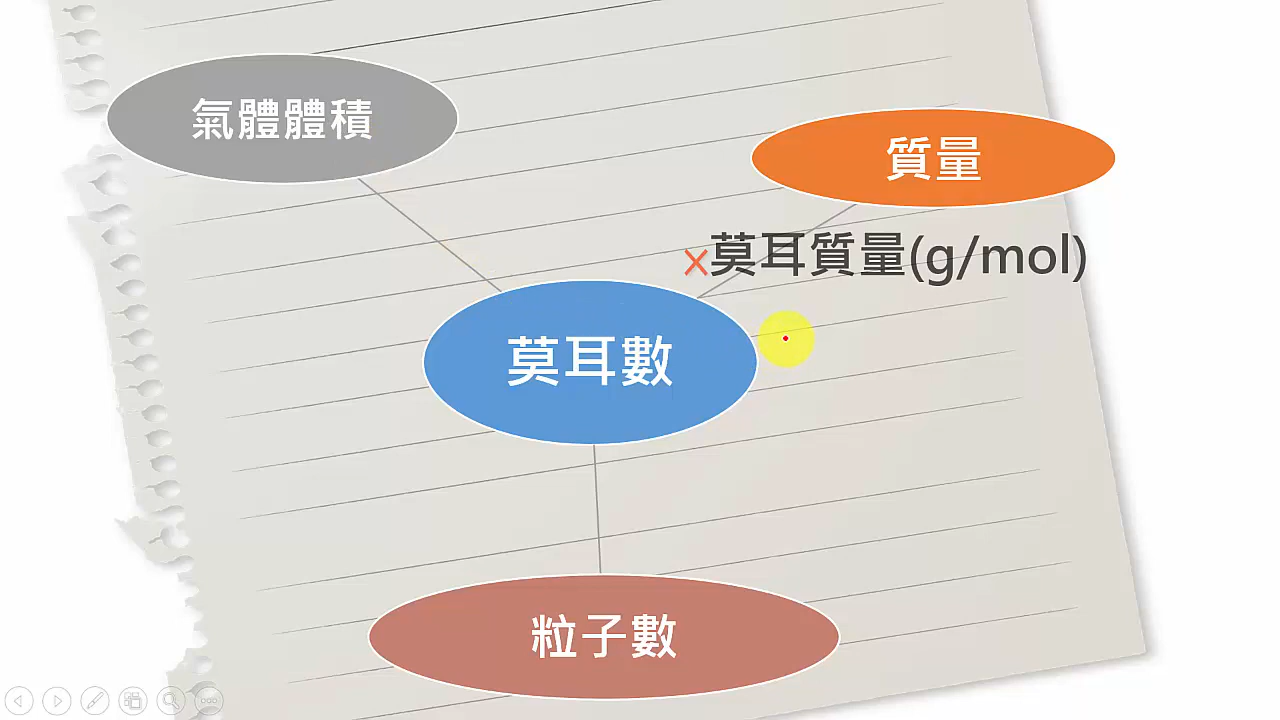 氣體體積
質量
×莫耳質量(g/mol)
莫耳數
粒子數